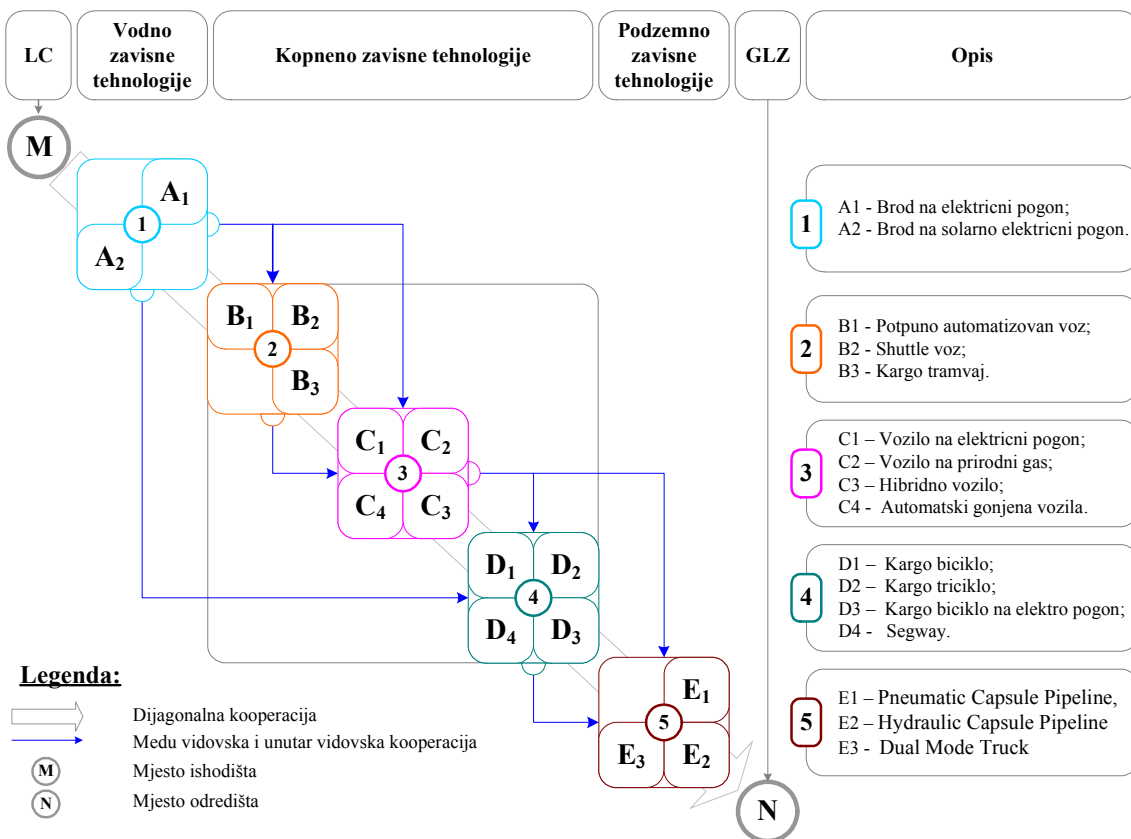 LC
Vodno
zavisne
tehnologije
Kopneno zavisne tehnologije
Podzemno
zavisne
tehnologije
GLZ
Opis
M
A₁
1
A₂
1
A1 - Brod na elektricni pogon;
A2 - Brod na solarno elektricni pogon.
B₁
B₂
2
B₃
2
B1 - Potpuno automatizovan voz;
B2 - Shuttle voz;
B3 - Kargo tramvaj.
C₁
C₂
3
C₄
C₃
3
C1 – Vozilo na elektricni pogon;
C2 – Vozilo na prirodni gas;
C3 – Hibridno vozilo;
C4 - Automatski gonjena vozila.
D₁
D₂
4
D₄
D₃
4
D1 – Kargo biciklo;
D2 – Kargo triciklo;
D3 – Kargo biciklo na elektro pogon;
D4 - Segway.
E₁
5
E₃
E₂
5
E1 – Pneumatic Capsule Pipeline,
E2 – Hydraulic Capsule Pipeline
E3 – Dual Mode Truck
Legenda:
Dijagonalna kooperacija
Medu vidovska i unutar vidovska kooperacija
M
Mjesto ishodišta
N
Mjesto odredišta
N